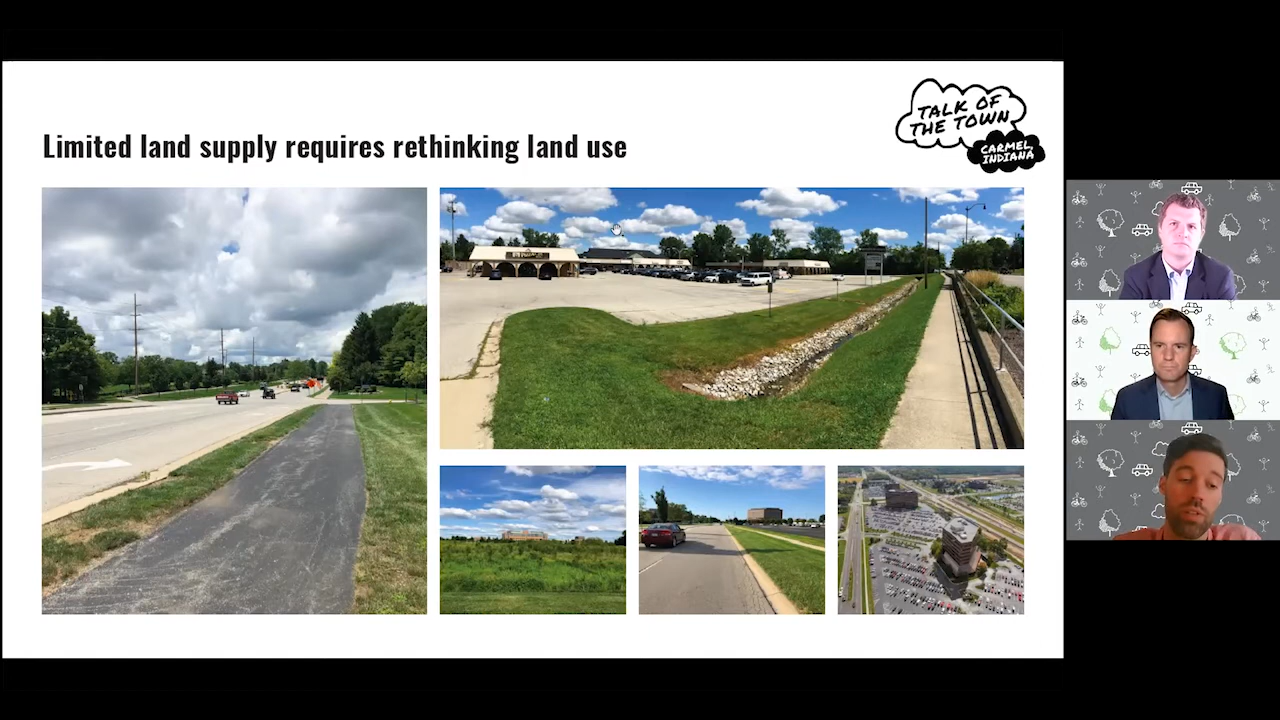 Limited land supply requires rethinking land use
TALK OF
THE TOWN
CARMEL,
INDIANA